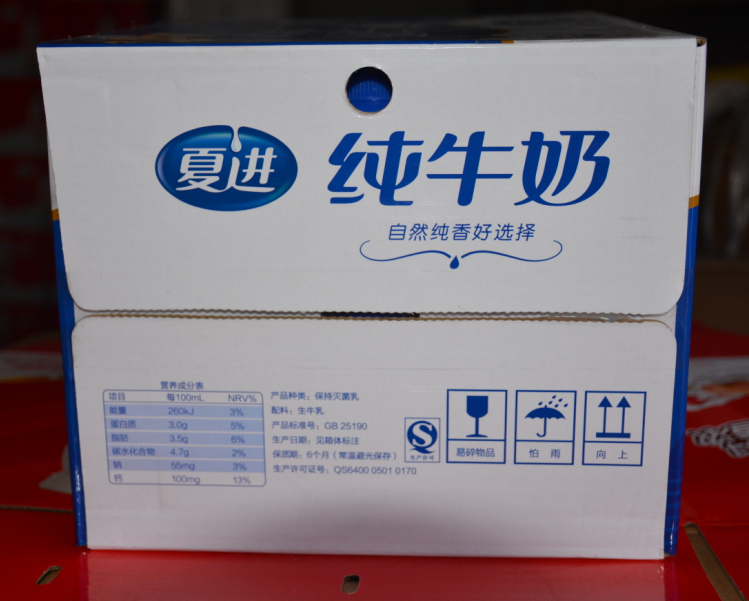 夏进
纯牛奶
自然纯香好选择
营养成分表
项目 每100mL NRV%
能量 260kJ 3%
蛋白质 3.0g 5%
脂肪 3.5g 6%
碳水化合物 4.7g 2%
钠 55mg 3%
钙 100mg 13%
产品种类：保持灭菌乳
配料：生牛乳
产品标准号：GB 25190
生产日期：见箱体标注
保质期：6个月（常温避光保存）
生产许可证号：QS6400 0501 0170
QS
生产许可
易碎物品
怕雨
向上